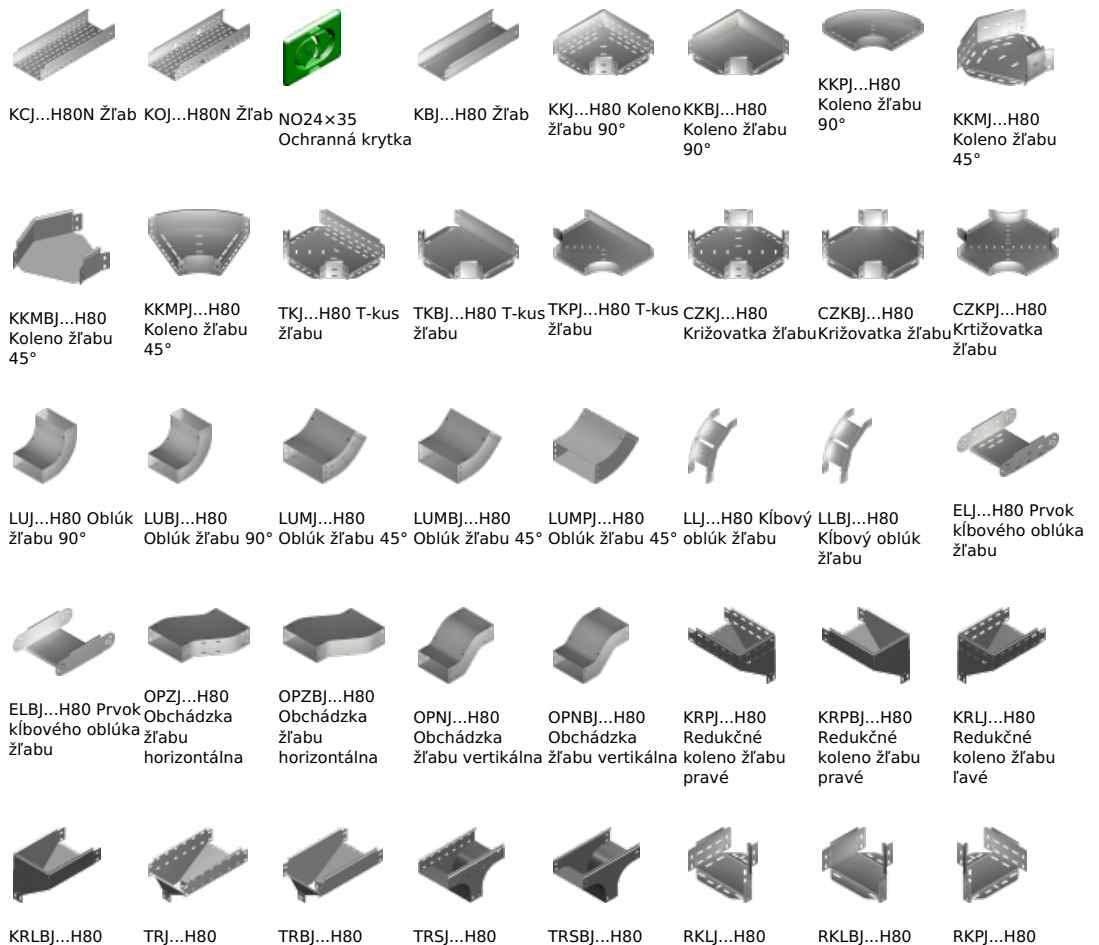 KCJ...H80N Žľab
KOJ...H80N Žľab
NO24×35
Ochranná krytka
KBJ...H80 Žľab
KKJ...H80 Koleno
žľabu 90°
KKBJ...H80
Koleno žľabu
90°
KKPJ...H80
Koleno žľabu
90°
KKMJ...H80
Koleno žľabu
45°
KKMBJ...H80
Koleno žľabu
45°
KKMPJ...H80
Koleno žľabu
45°
TKJ...H80 T-kus
žľabu
TKBJ...H80 T-kus
žľabu
TKPJ...H80 T-kus
žľabu
CZKJ...H80
Križovatka žľabu
CZKBJ...H80
Križovatka žľabu
CZKPJ...H80
Krtižovatka
žľabu
LUJ...H80 Oblúk
žľabu 90°
LUBJ...H80
Oblúk žľabu 90°
LUMJ...H80
Oblúk žľabu 45°
LUMBJ...H80
Oblúk žľabu 45°
LUMPJ...H80
Oblúk žľabu 45°
LLJ...H80 Kĺbový
oblúk žľabu
LLBJ...H80
Kĺbový oblúk
žľabu
ELJ...H80 Prvok
kĺbového oblúka
žľabu
ELBJ...H80 Prvok
kĺbového oblúka
žľabu
OPZJ...H80
Obchádzka
žľabu
horizontálna
OPZBJ...H80
Obchádzka
žľabu
horizontálna
OPNJ...H80
Obchádzka
žľabu vertikálna
OPNBJ...H80
Obchádzka
žľabu vertikálna
KRPJ...H80
Redukčné
koleno žľabu
pravé
KRPBJ...H80
Redukčné
koleno žľabu
pravé
KRLJ...H80
Redukčné
koleno žľabu
ľavé
KRLBJ...H80
TRJ...H80
TRBJ...H80
TRSJ...H80
TRSBJ...H80
RKLJ...H80
RKLBJ...H80
RKPJ...H80